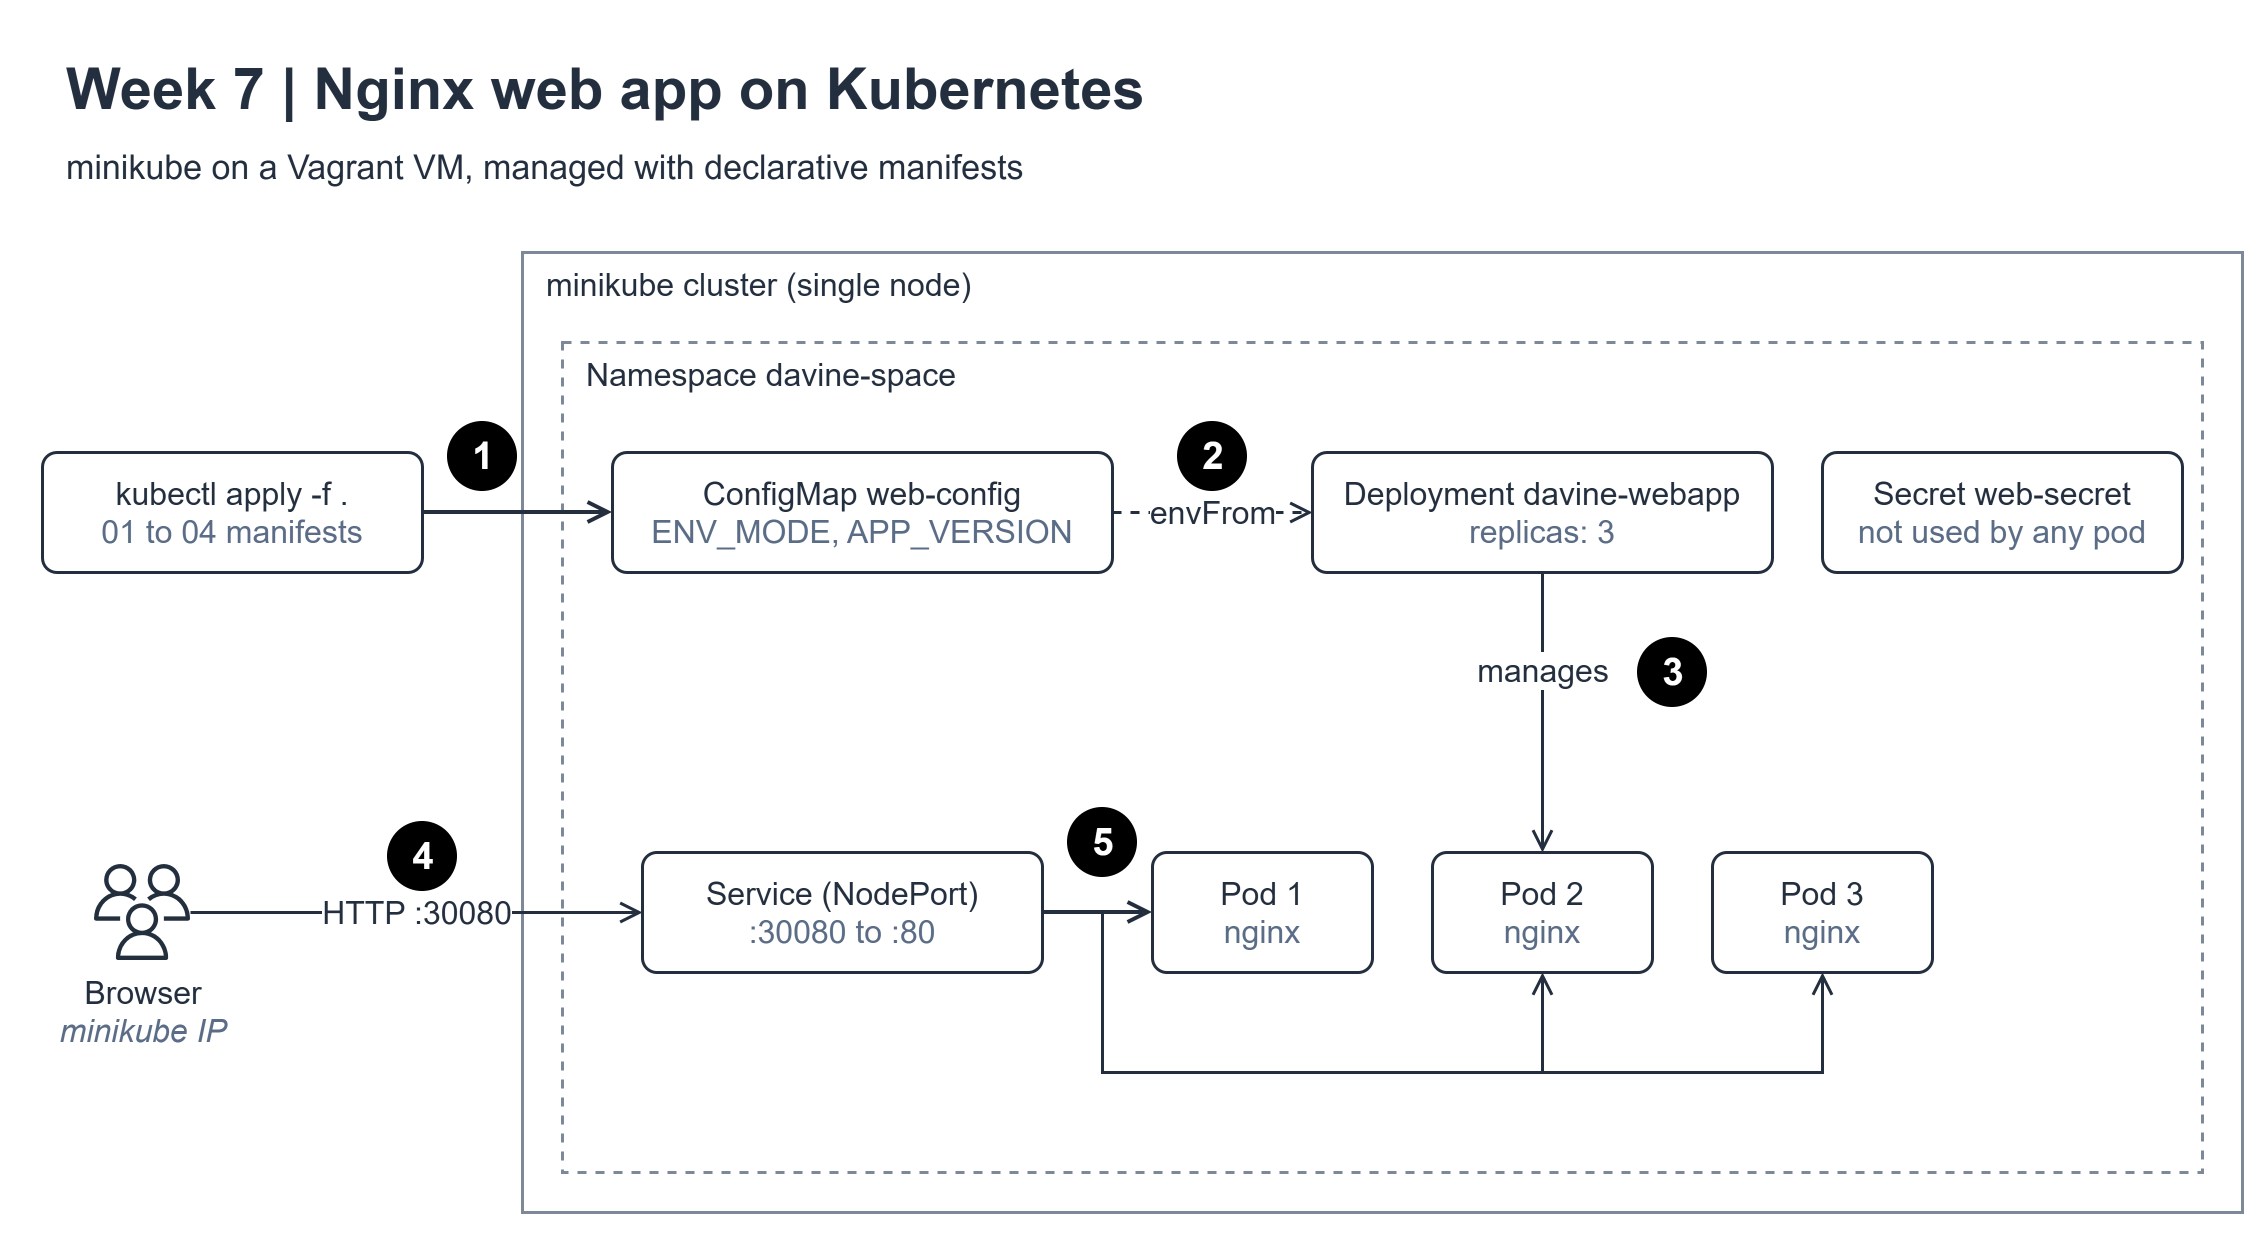 Week 7 | Nginx web app on Kubernetes
minikube on a Vagrant VM, managed with declarative manifests
minikube cluster (single node)
Namespace davine-space
1
2
kubectl apply -f .
01 to 04 manifests
ConfigMap web-config
ENV_MODE, APP_VERSION
envFrom
Deployment davine-webapp
replicas: 3
Secret web-secret
not used by any pod
manages
3
4
HTTP :30080
Browser
minikube IP
Service (NodePort)
:30080 to :80
5
Pod 1
nginx
Pod 2
nginx
Pod 3
nginx